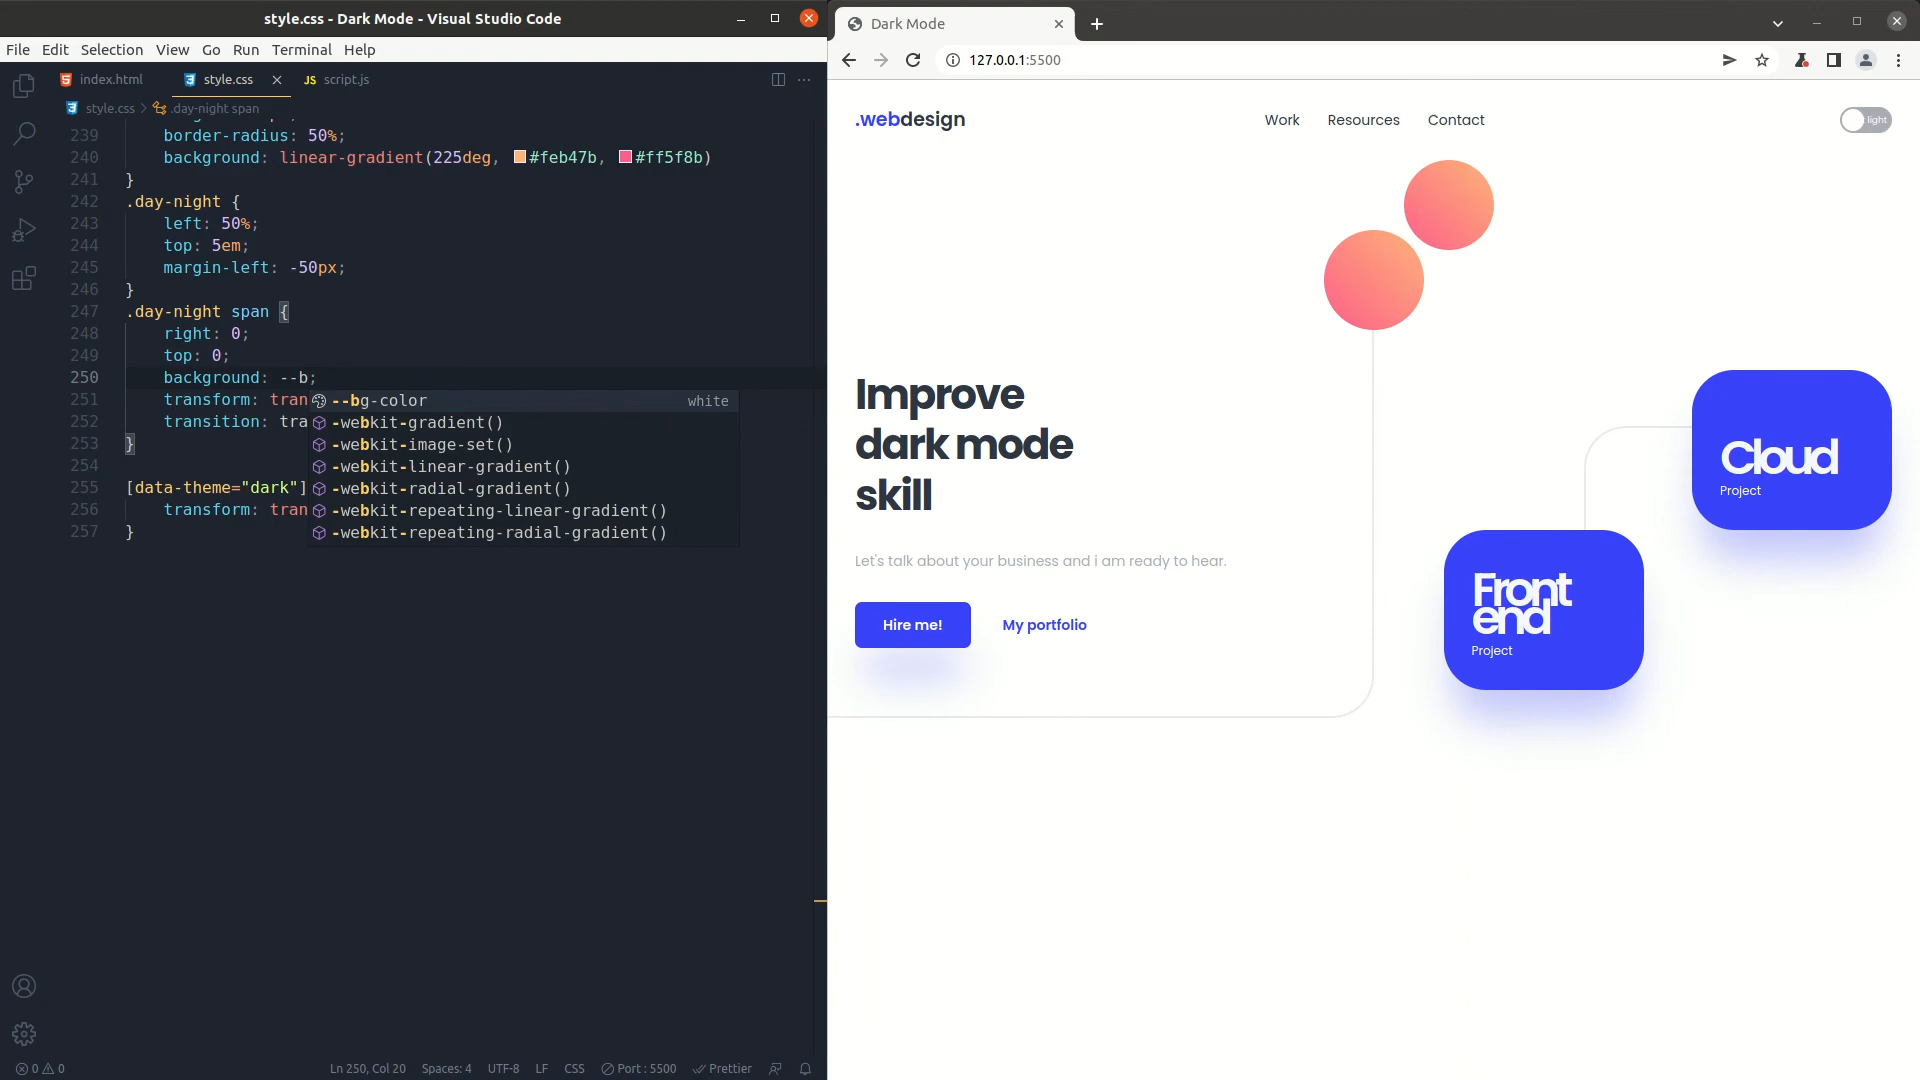 style.css - Dark Mode - Visual Studio Code
File Edit Selection View Go Run Terminal Help
index.html style.css script.js
style.css > .day-night span
239 border-radius: 50%;
240 background: linear-gradient(225deg, #feb47b, #ff5f8b)
241 }
242 .day-night {
243 left: 50%;
244 top: 5em;
245 margin-left: -50px;
246 }
247 .day-night span {
248 right: 0;
249 top: 0;
250 background: --b;
251 transform: tran
252 transition: tra
253 }
254
255 [data-theme="dark"]
256 transform: tran
257 }
--bg-color white
-webkit-gradient()
-webkit-image-set()
-webkit-linear-gradient()
-webkit-radial-gradient()
-webkit-repeating-linear-gradient()
-webkit-repeating-radial-gradient()
0 0 Ln 250, Col 20 Spaces: 4 UTF-8 LF CSS Port : 5500 Prettier
Dark Mode
127.0.0.1:5500
.webdesign Work Resources Contact light
Improve
dark mode
skill
Let's talk about your business and i am ready to hear.
Hire me! My portfolio
Cloud
Project
Front
end
Project